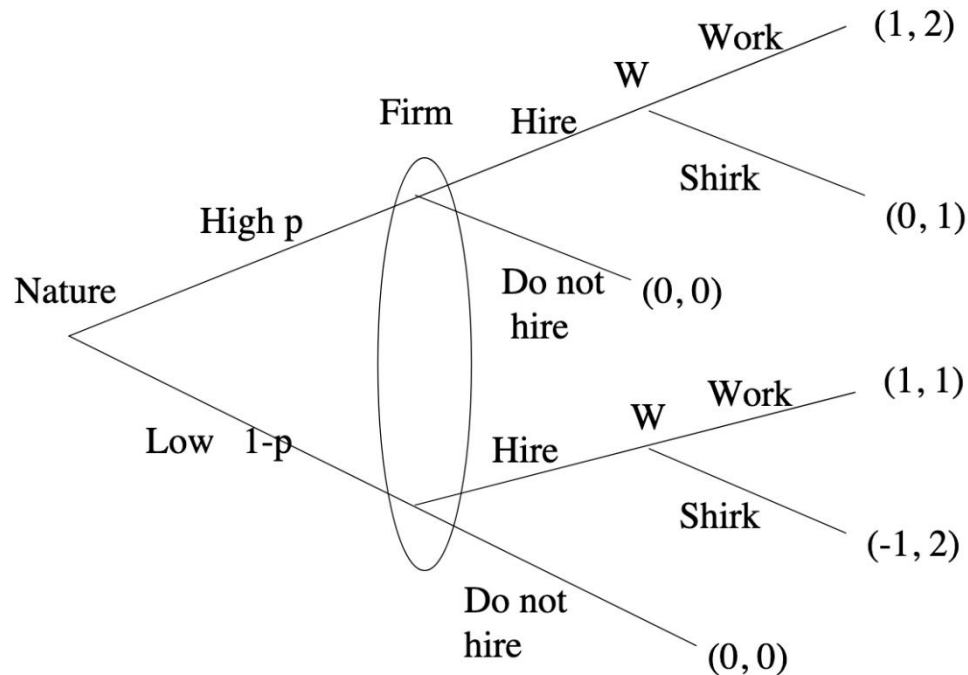 Work
(1, 2)
W
Firm
Hire
Shirk
High p
(0, 1)
Nature
Do not
hire
(0, 0)
Work
(1, 1)
W
Low 1-p
Hire
Shirk
(-1, 2)
Do not
hire
(0, 0)